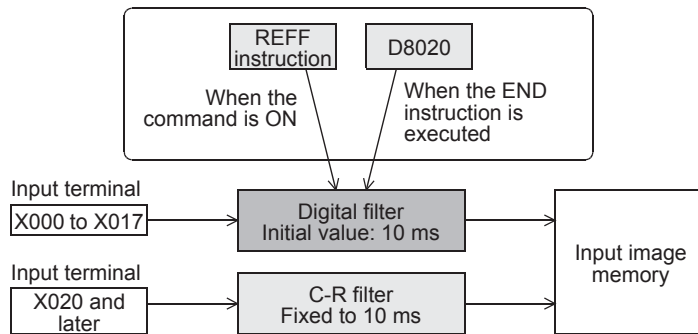 REFF
instruction
D8020
When the
command is ON
When the END
instruction is
executed
Input terminal
X000 to X017
Digital filter
Initial value: 10 ms
Input image
memory
Input terminal
X020 and
later
C-R filter
Fixed to 10 ms